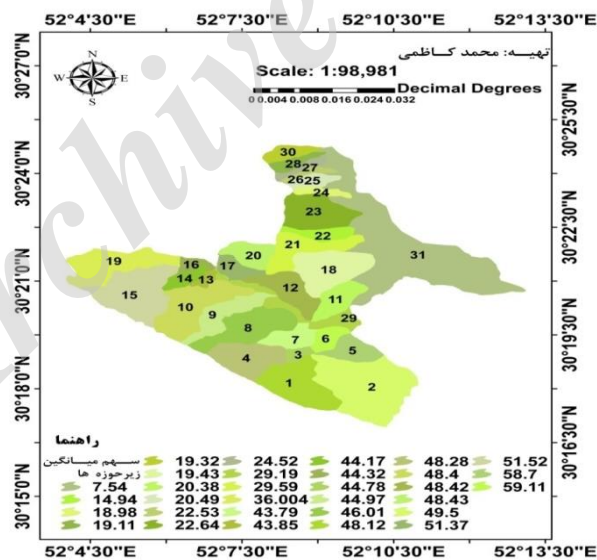 52°4'30"E 52°7'30"E 52°10'30"E 52°13'30"E
تهیه: محمد کاظمی
Scale: 1:98,981
0 0.004 0.008 0.016 0.024 0.032 Decimal Degrees
N
W E
S
30°27'0"N
30°24'0"N
30°21'0"N
30°18'0"N
30°15'0"N
30°25'30"N
30°22'30"N
30°19'30"N
30°16'30"N
30
28 27
26 25
24
23
22
21
20
19
16 17
14 13
18
31
15
12
11
10
9
29
8
7 6
3 5
4
1
2
راهنما
سهم میانگین 19.32 24.52 44.17 48.28 51.52
زیرحوزه ها 19.43 29.19 44.32 48.4 58.7
7.54 20.38 29.59 44.78 48.42 59.11
14.94 20.49 36.004 44.97 48.43
18.98 22.53 43.79 46.01 49.5
19.11 22.64 43.85 48.12 51.37
52°4'30"E 52°7'30"E 52°10'30"E 52°13'30"E
Archive